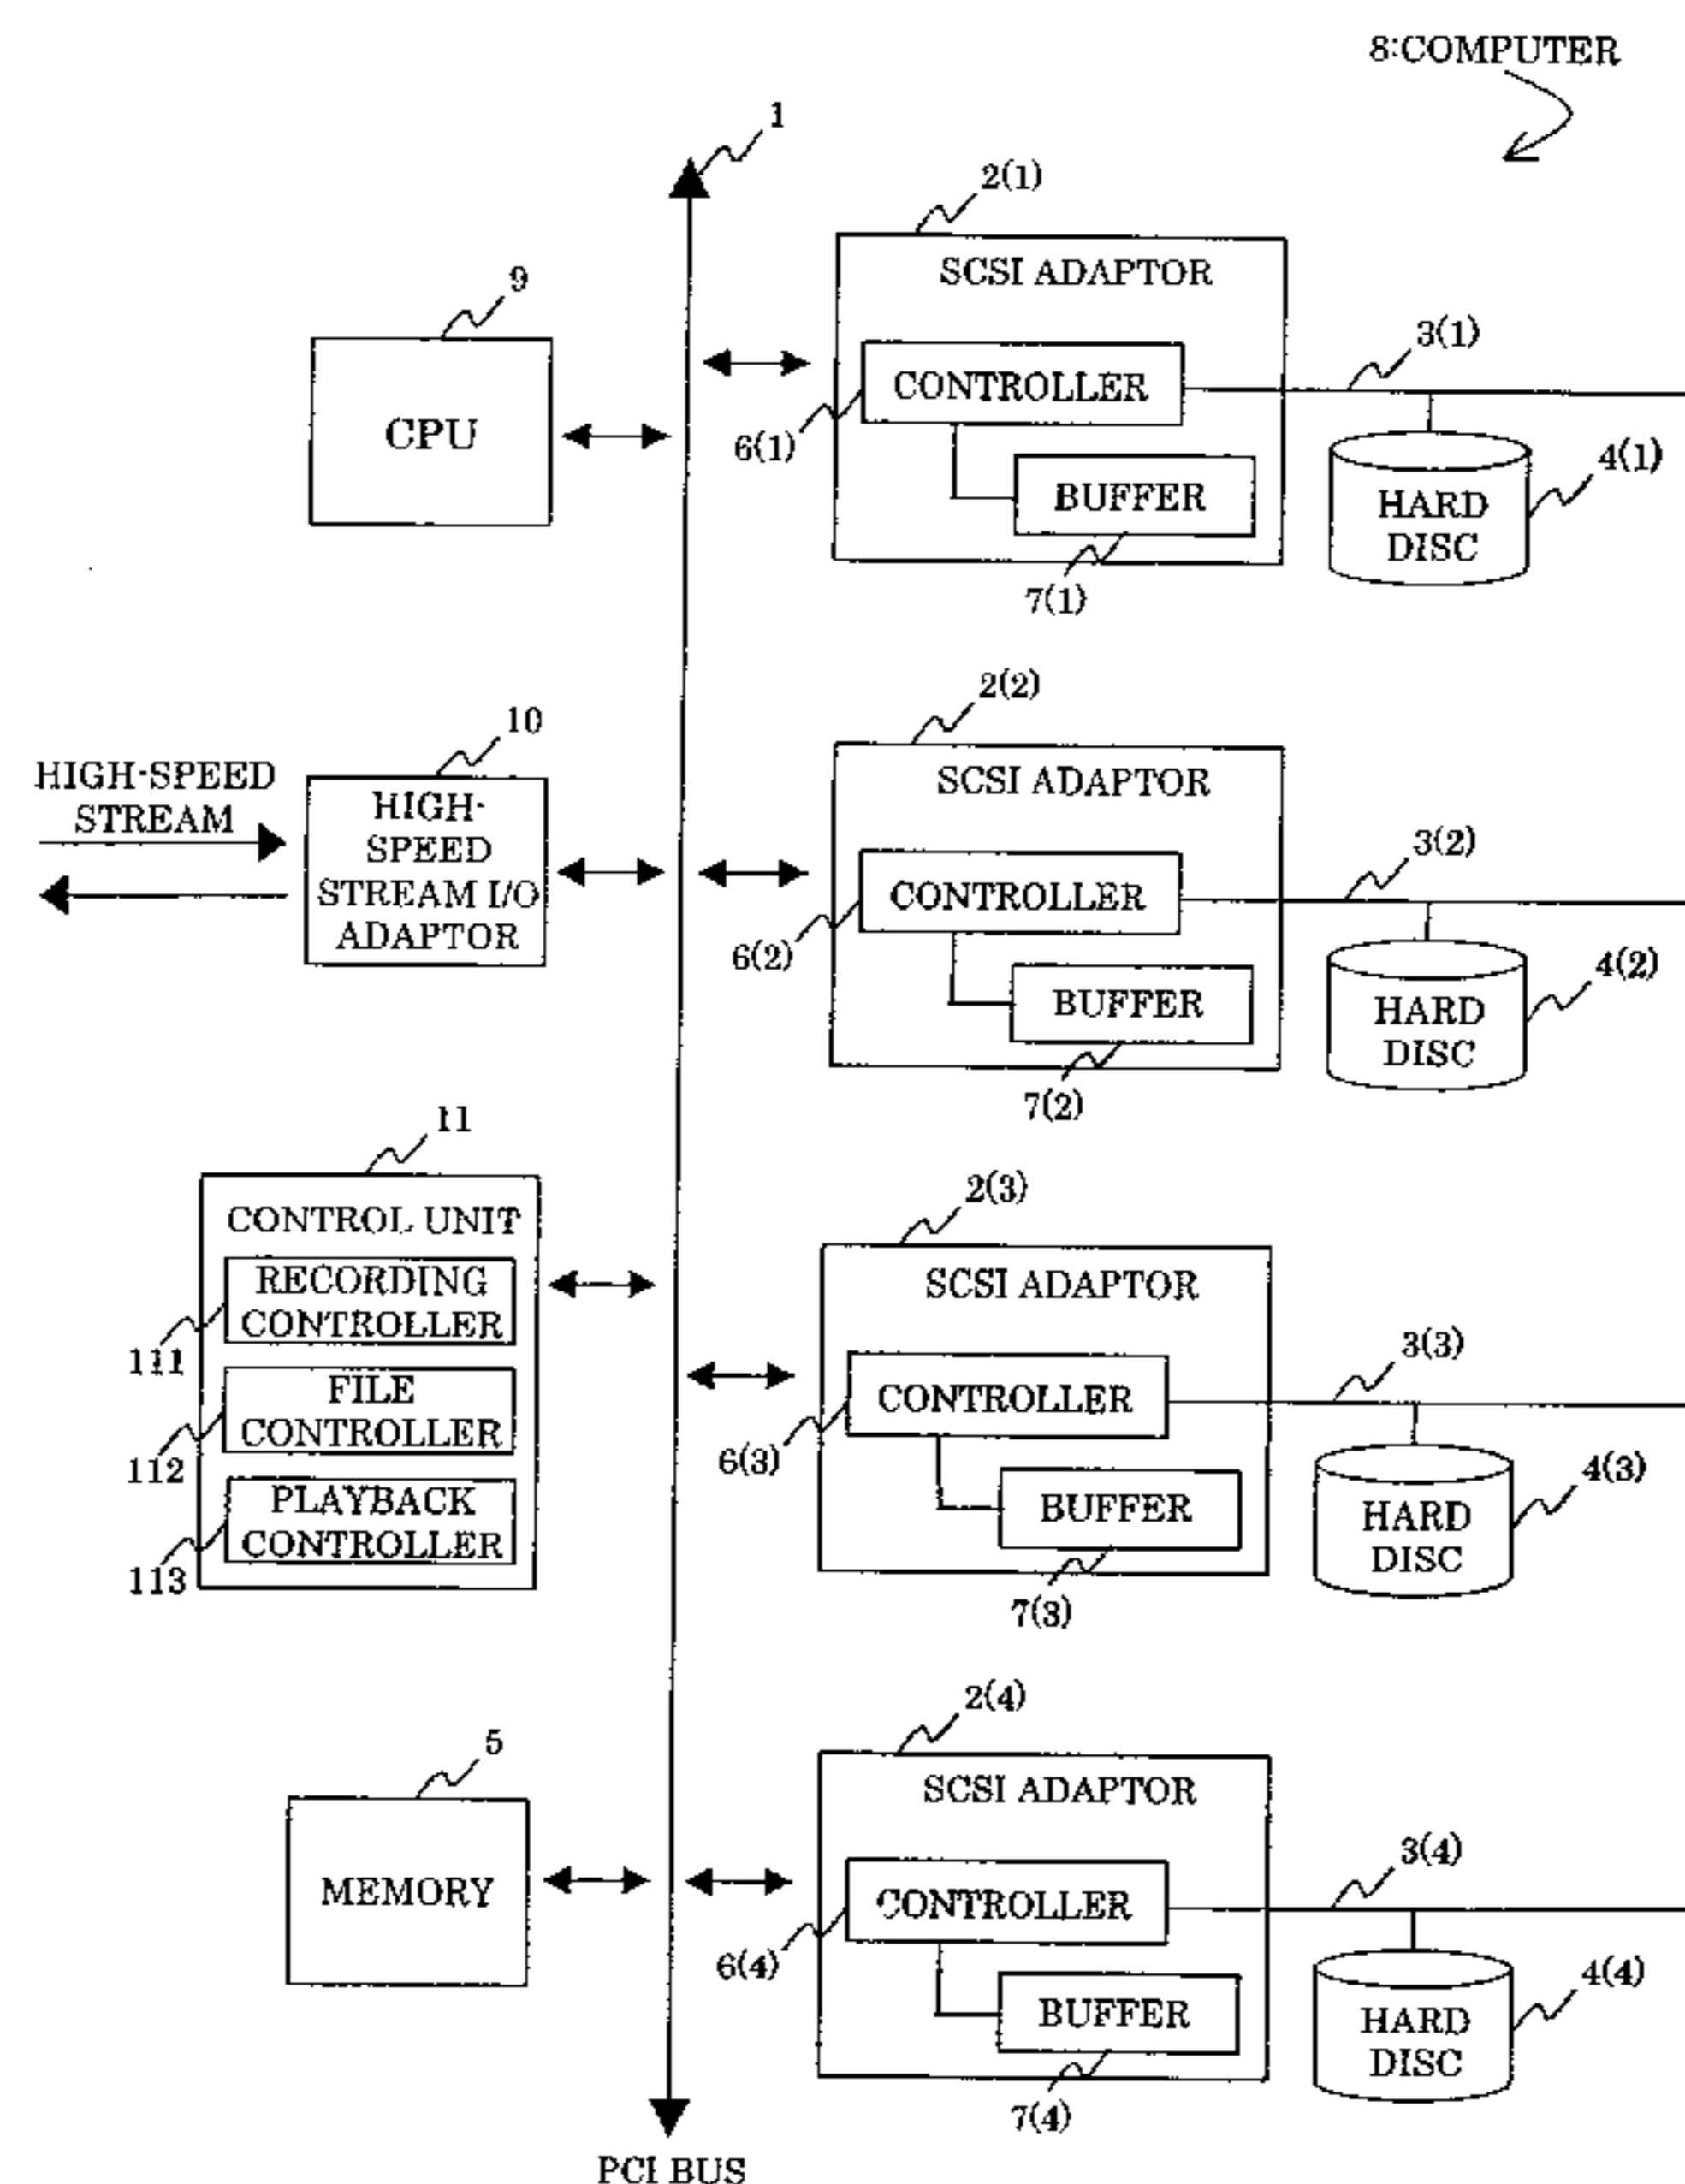 8:COMPUTER
1
2(1)
SCSI ADAPTOR
9
3(1)
CONTROLLER
CPU
6(1)
4(1)
BUFFER
HARD
DISC
7(1)
2(2)
10
HIGH-SPEED
STREAM
HIGH-
SPEED
STREAM I/O
ADAPTOR
SCSI ADAPTOR
3(2)
CONTROLLER
6(2)
4(2)
BUFFER
HARD
DISC
7(2)
11
2(3)
CONTROL UNIT
RECORDING
CONTROLLER
111
FILE
CONTROLLER
112
PLAYBACK
CONTROLLER
113
SCSI ADAPTOR
3(3)
CONTROLLER
6(3)
4(3)
BUFFER
HARD
DISC
7(3)
2(4)
5
SCSI ADAPTOR
3(4)
MEMORY
CONTROLLER
6(4)
4(4)
BUFFER
HARD
DISC
7(4)
PCI BUS